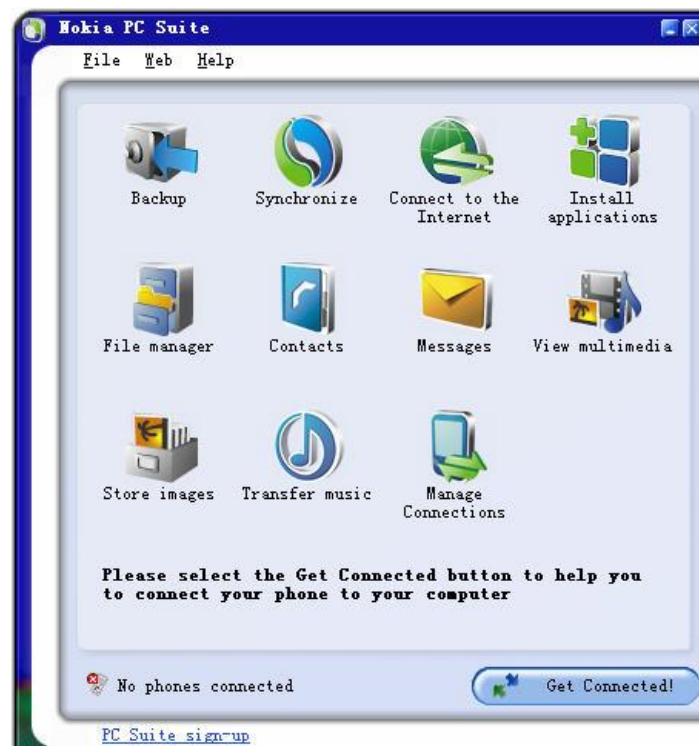 Nokia PC Suite
File Web Help
Backup
Synchronize
Connect to the
Internet
Install
applications
File manager
Contacts
Messages
View multimedia
Store images
Transfer music
Manage
Connections
Please select the Get Connected button to help you
to connect your phone to your computer
No phones connected
Get Connected!
PC Suite sign-up